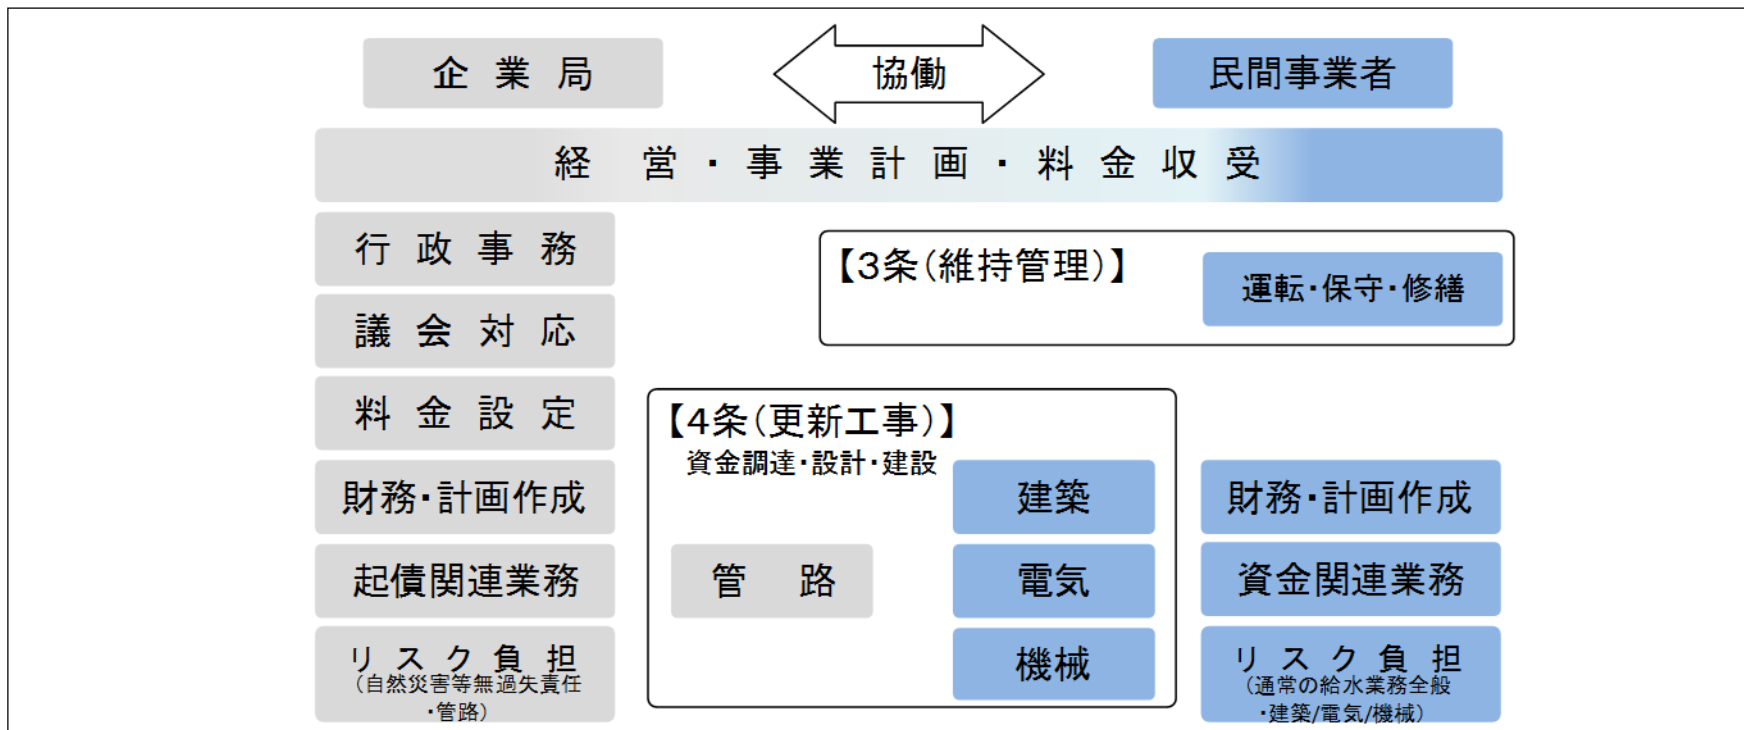 企業局
協働
民間事業者
経営・事業計画・料金収受
行政事務
議会対応
料金設定
財務・計画作成
起債関連業務
リスク負担
(自然災害等無過失責任
・管路)
【3条(維持管理)】
運転・保守・修繕
【4条(更新工事)】
資金調達・設計・建設
管路
建築
電気
機械
財務・計画作成
資金関連業務
リスク負担
(通常の給水業務全般
・建築/電気/機械)